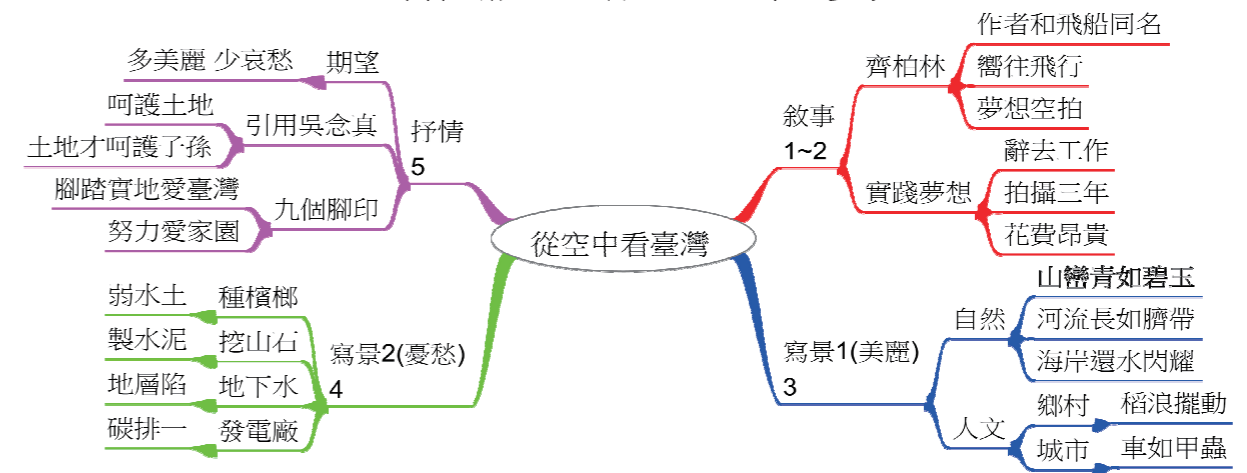 從空中看臺灣
敘事
1~2
齊柏林
作者和飛船同名
嚮往飛行
夢想空拍
實踐夢想
辭去工作
拍攝三年
花費昂貴
寫景1(美麗)
3
自然
山巒青如碧玉
河流長如臍帶
海岸還水閃耀
人文
鄉村
稻浪擺動
城市
車如甲蟲
寫景2(憂愁)
4
種檳榔
弱水土
挖山石
製水泥
地下水
地層陷
發電廠
碳排一
抒情
5
期望
多美麗 少哀愁
引用吳念真
呵護土地
土地才呵護子孫
九個腳印
腳踏實地愛臺灣
努力愛家園